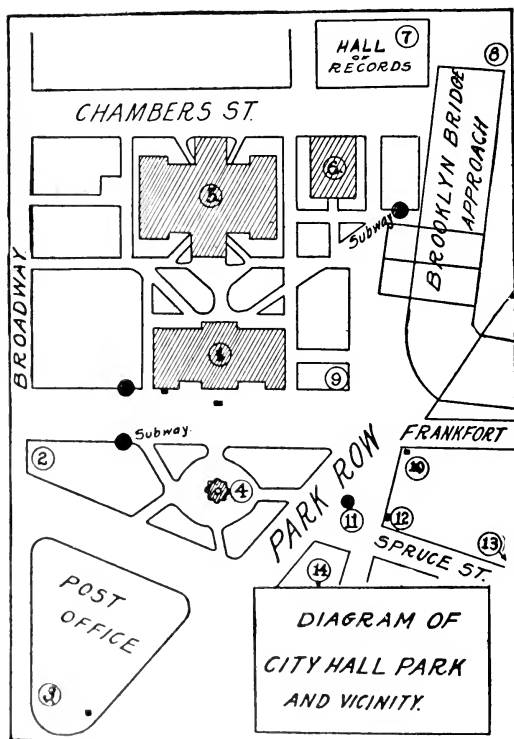 7
HALL
OF
RECORDS
8
CHAMBERS ST.
BROOKLYN BRIDGE
APPROACH
5
6
Subway
BROADWAY
1
9
Subway.
FRANKFORT
2
10
4
PARK ROW
11
12
13
SPRUCE ST.
14
POST
OFFICE
3
DIAGRAM OF
CITY HALL PARK
AND VICINITY.